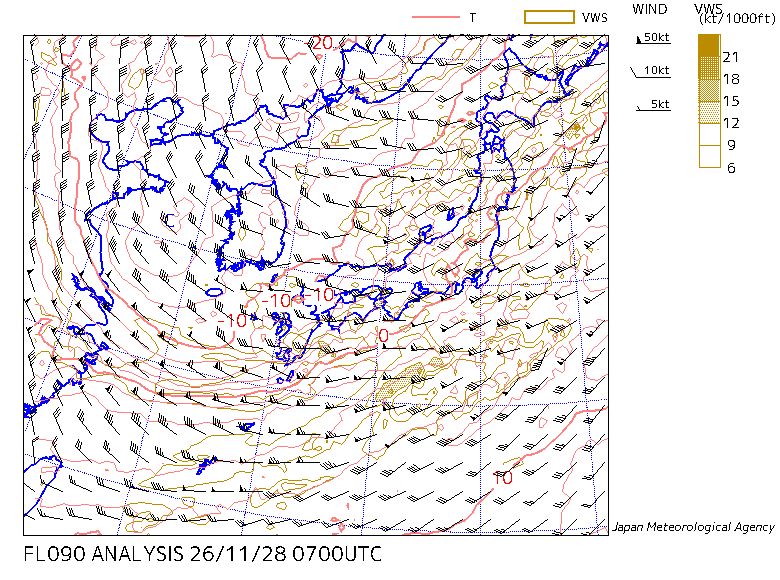 T VWS
WIND VWS
(kt/1000ft)
50kt
10kt
5kt
21
18
15
12
9
6
-20
C
-10
-10
-10
0
10
Japan Meteorological Agency
FL090 ANALYSIS 26/11/28 0700UTC